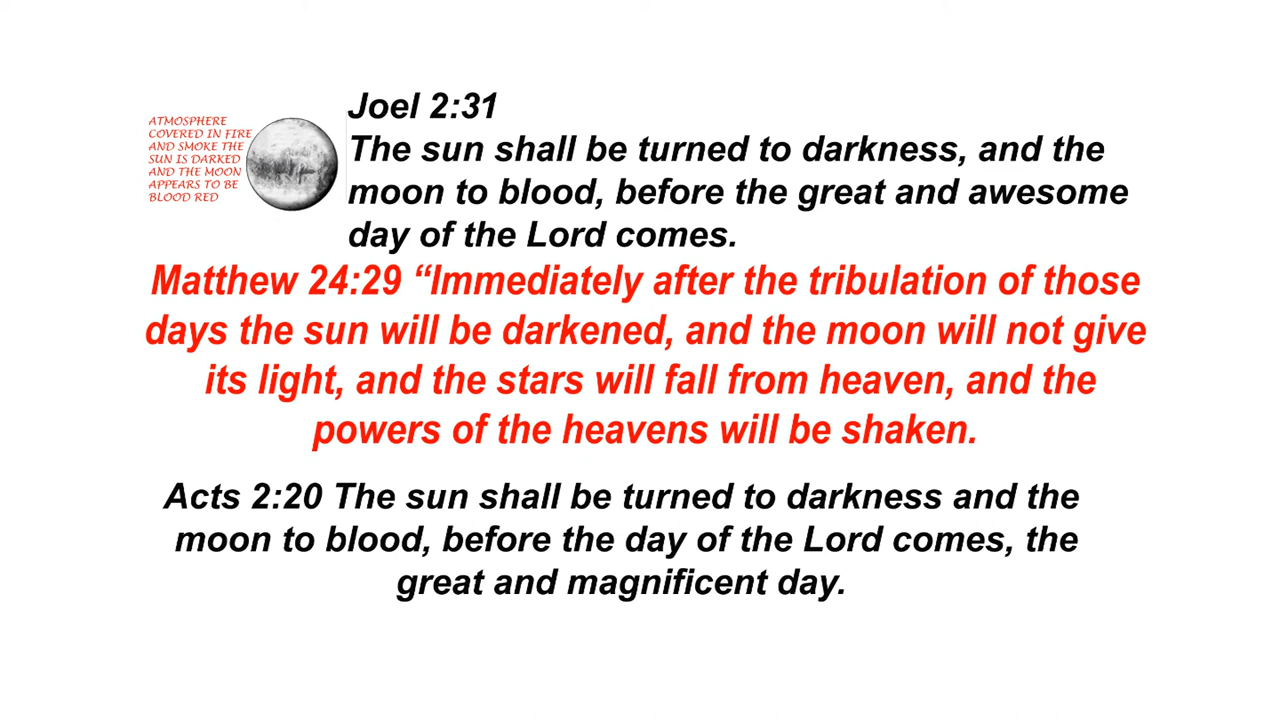 ATMOSPHERE
COVERED IN FIRE
AND SMOKE THE
SUN IS DARKED
AND THE MOON
APPEARS TO BE
BLOOD RED
Joel 2:31
The sun shall be turned to darkness, and the
moon to blood, before the great and awesome
day of the Lord comes.
Matthew 24:29 “Immediately after the tribulation of those
days the sun will be darkened, and the moon will not give
its light, and the stars will fall from heaven, and the
powers of the heavens will be shaken.
Acts 2:20 The sun shall be turned to darkness and the
moon to blood, before the day of the Lord comes, the
great and magnificent day.